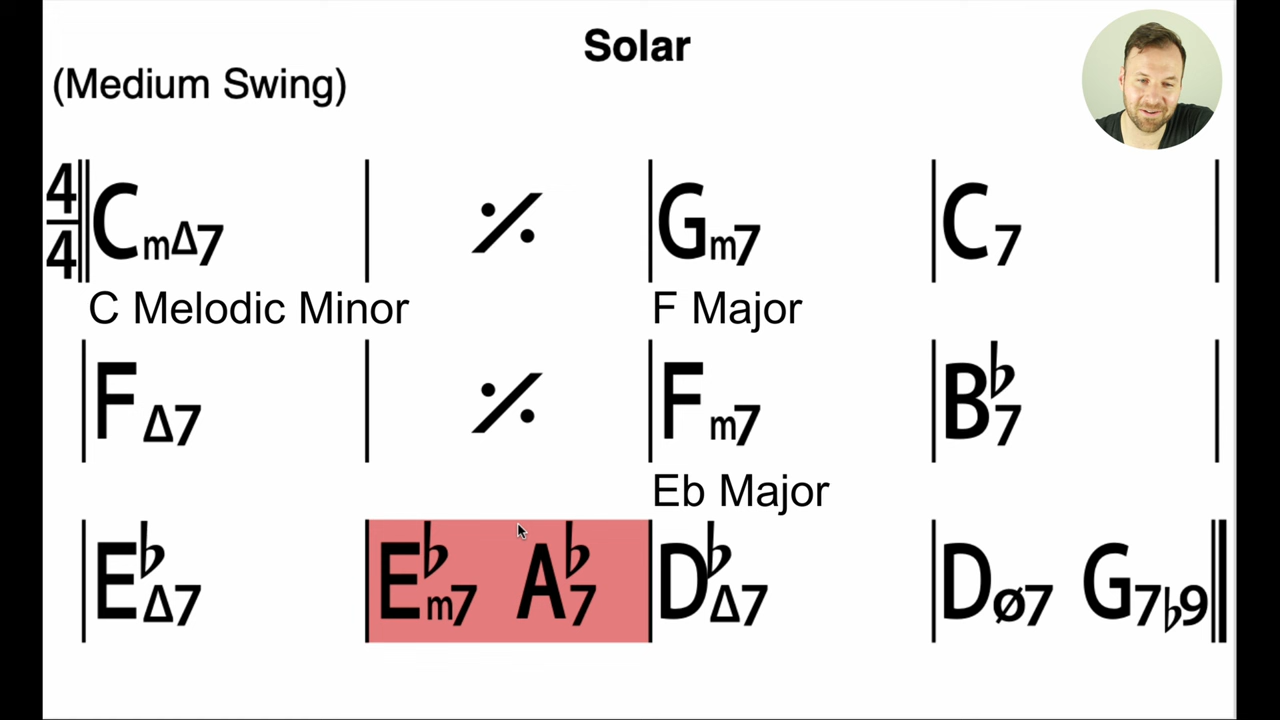 Solar
(Medium Swing)
4/4 CmΔ7 | 𝄎 | Gm7 | C7 |
C Melodic Minor F Major
FΔ7 | 𝄎 | Fm7 | B♭7 |
Eb Major
E♭Δ7 | E♭m7 A♭7 | D♭Δ7 | Dø7 G7♭9